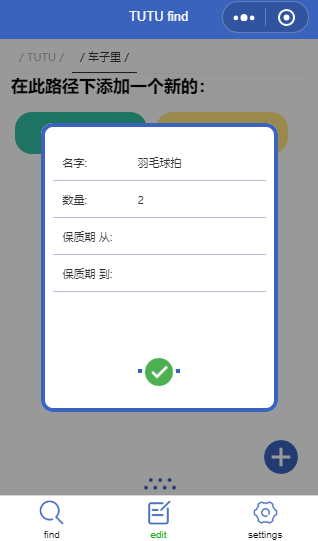 TUTU find
/ TUTU /
/ 车子里 /
在此路径下添加一个新的:
名字: 羽毛球拍
数量: 2
保质期 从:
保质期 到:
find
edit
settings